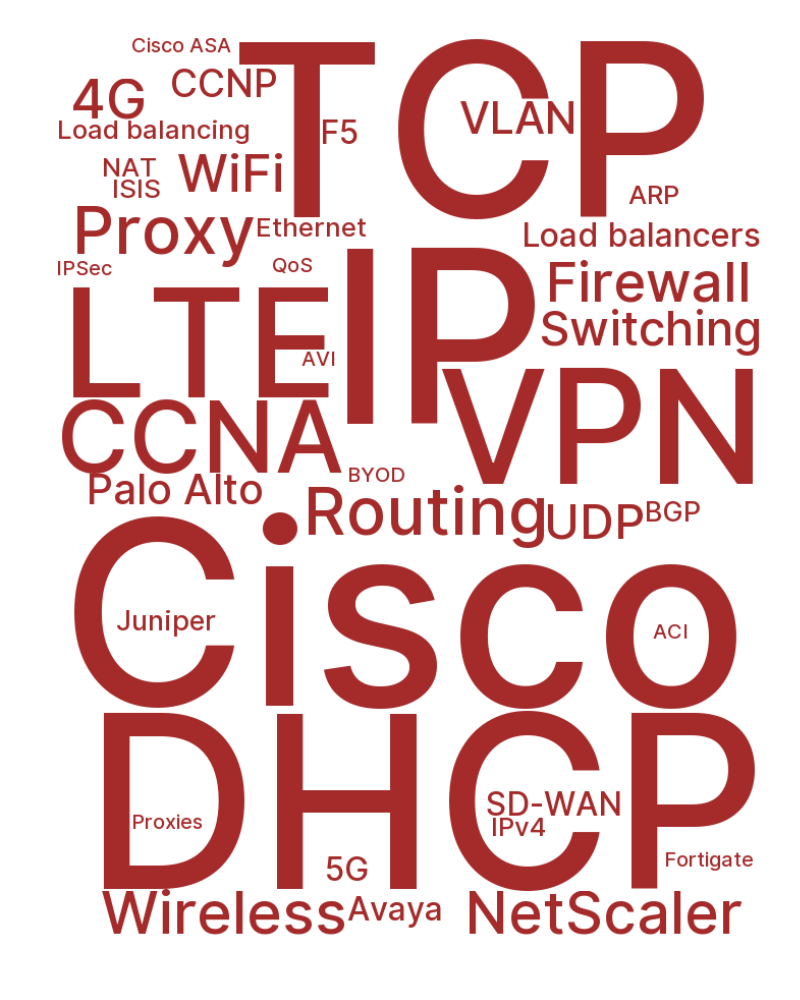 Cisco ASA
TCP
CCNP
4G
VLAN
Load balancing
F5
WiFi
NAT
ISIS
ARP
Proxy
Ethernet
Load balancers
IPSec
QoS
IP
Firewall
Switching
LTE
AVI
VPN
CCNA
Palo Alto
BYOD
Routing
UDP
BGP
Cisco
Juniper
ACI
DHCP
SD-WAN
IPv4
Proxies
5G
Fortigate
Wireless
Avaya
NetScaler